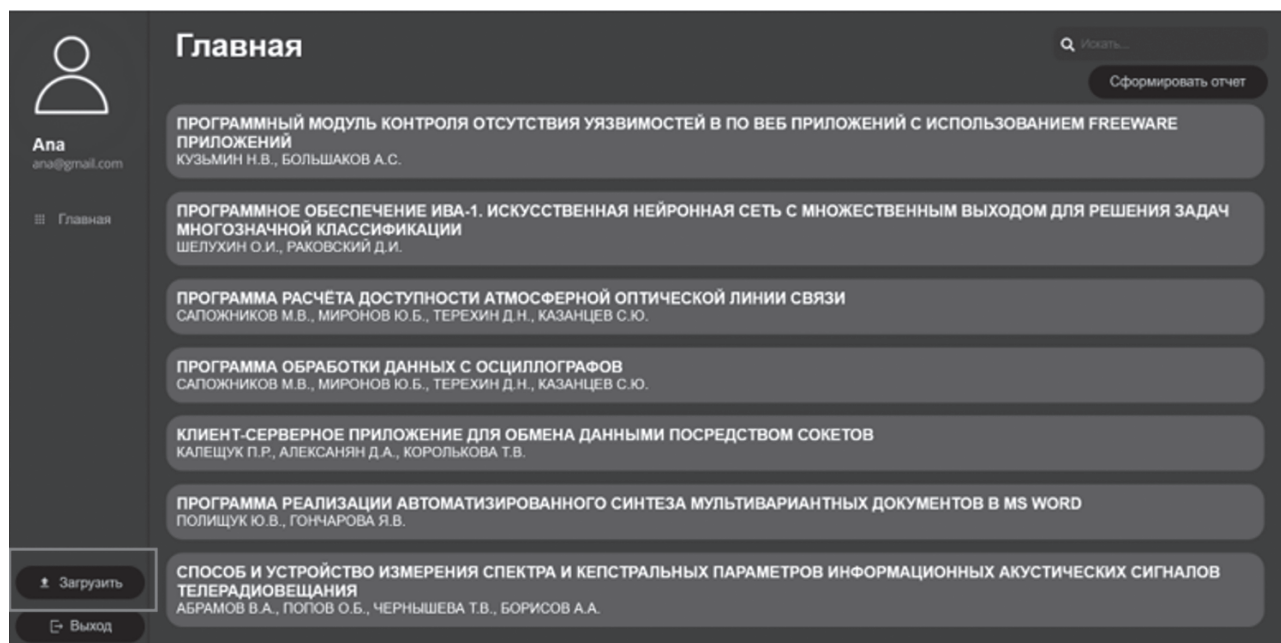 Главная
Искать...
Сформировать отчет
Ana
ana@gmail.com
Главная
ПРОГРАММНЫЙ МОДУЛЬ КОНТРОЛЯ ОТСУТСТВИЯ УЯЗВИМОСТЕЙ В ПО ВЕБ ПРИЛОЖЕНИЙ С ИСПОЛЬЗОВАНИЕМ FREEWARE
ПРИЛОЖЕНИЙ
КУЗЬМИН Н.В., БОЛЬШАКОВ А.С.
ПРОГРАММНОЕ ОБЕСПЕЧЕНИЕ ИВА-1. ИСКУССТВЕННАЯ НЕЙРОННАЯ СЕТЬ С МНОЖЕСТВЕННЫМ ВЫХОДОМ ДЛЯ РЕШЕНИЯ ЗАДАЧ
МНОГОЗНАЧНОЙ КЛАССИФИКАЦИИ
ШЕЛУХИН О.И., РАКОВСКИЙ Д.И.
ПРОГРАММА РАСЧЁТА ДОСТУПНОСТИ АТМОСФЕРНОЙ ОПТИЧЕСКОЙ ЛИНИИ СВЯЗИ
САПОЖНИКОВ М.В., МИРОНОВ Ю.Б., ТЕРЕХИН Д.Н., КАЗАНЦЕВ С.Ю.
ПРОГРАММА ОБРАБОТКИ ДАННЫХ С ОСЦИЛЛОГРАФОВ
САПОЖНИКОВ М.В., МИРОНОВ Ю.Б., ТЕРЕХИН Д.Н., КАЗАНЦЕВ С.Ю.
КЛИЕНТ-СЕРВЕРНОЕ ПРИЛОЖЕНИЕ ДЛЯ ОБМЕНА ДАННЫМИ ПОСРЕДСТВОМ СОКЕТОВ
КАЛЕЩУК П.Р., АЛЕКСАНЯН Д.А., КОРОЛЬКОВА Т.В.
ПРОГРАММА РЕАЛИЗАЦИИ АВТОМАТИЗИРОВАННОГО СИНТЕЗА МУЛЬТИВАРИАНТНЫХ ДОКУМЕНТОВ В MS WORD
ПОЛИЩУК Ю.В., ГОНЧАРОВА Я.В.
СПОСОБ И УСТРОЙСТВО ИЗМЕРЕНИЯ СПЕКТРА И КЕПСТРАЛЬНЫХ ПАРАМЕТРОВ ИНФОРМАЦИОННЫХ АКУСТИЧЕСКИХ СИГНАЛОВ
ТЕЛЕРАДИОВЕЩАНИЯ
АБРАМОВ В.А., ПОПОВ О.Б., ЧЕРНЫШЕВА Т.В., БОРИСОВ А.А.
Загрузить
Выход